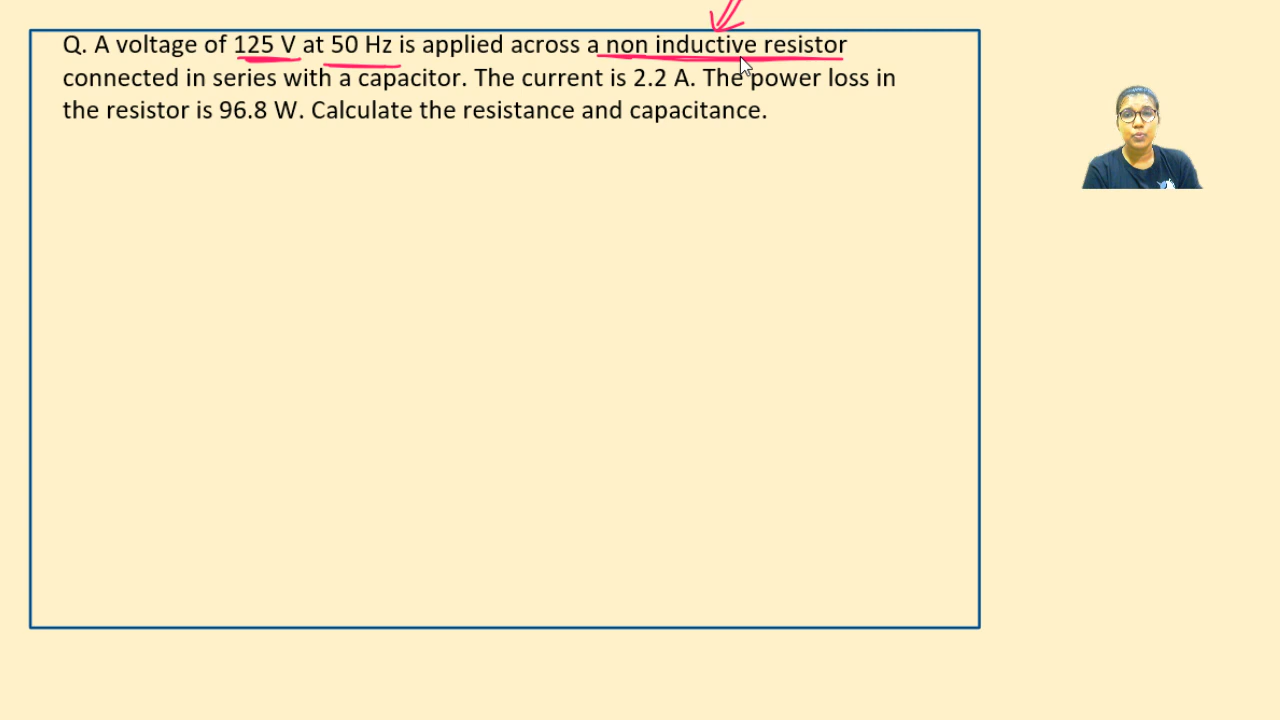 Q. A voltage of 125 V at 50 Hz is applied across a non inductive resistor
connected in series with a capacitor. The current is 2.2 A. The power loss in
the resistor is 96.8 W. Calculate the resistance and capacitance.